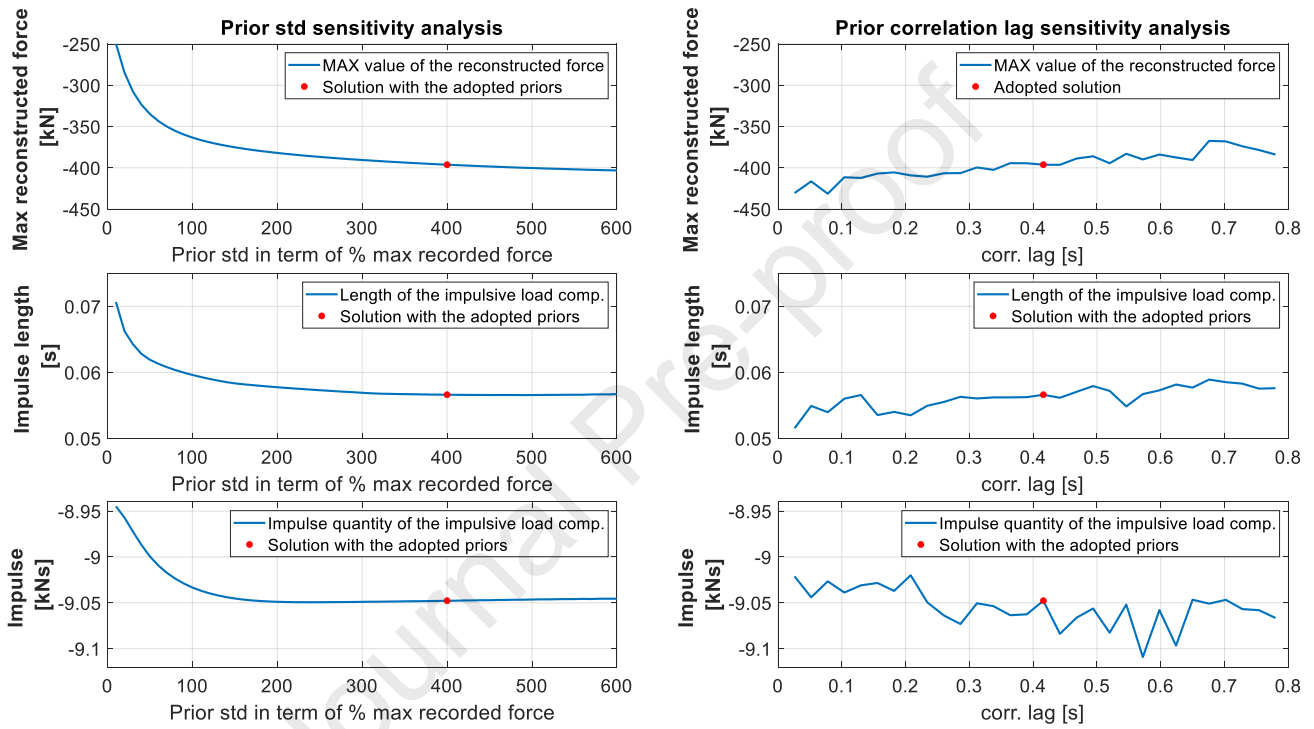 Prior std sensitivity analysis
Max reconstructed force
[kN]
-250
-300
-350
-400
-450
MAX value of the reconstructed force
Solution with the adopted priors
0 100 200 300 400 500 600
Prior std in term of % max recorded force
Prior correlation lag sensitivity analysis
Max reconstructed force
[kN]
-250
-300
-350
-400
-450
MAX value of the reconstructed force
Adopted solution
0 0.1 0.2 0.3 0.4 0.5 0.6 0.7 0.8
corr. lag [s]
Impulse length
[s]
0.07
0.06
0.05
Length of the impulsive load comp.
Solution with the adopted priors
0 100 200 300 400 500 600
Prior std in term of % max recorded force
Impulse length
[s]
0.07
0.06
0.05
Length of the impulsive load comp.
Solution with the adopted priors
0 0.1 0.2 0.3 0.4 0.5 0.6 0.7 0.8
corr. lag [s]
Impulse
[kNs]
-8.95
-9
-9.05
-9.1
Impulse quantity of the impulsive load comp.
Solution with the adopted priors
0 100 200 300 400 500 600
Prior std in term of % max recorded force
Impulse
[kNs]
-8.95
-9
-9.05
-9.1
Impulse quantity of the impulsive load comp.
Solution with the adopted priors
0 0.1 0.2 0.3 0.4 0.5 0.6 0.7 0.8
corr. lag [s]
Journal Pre-proof